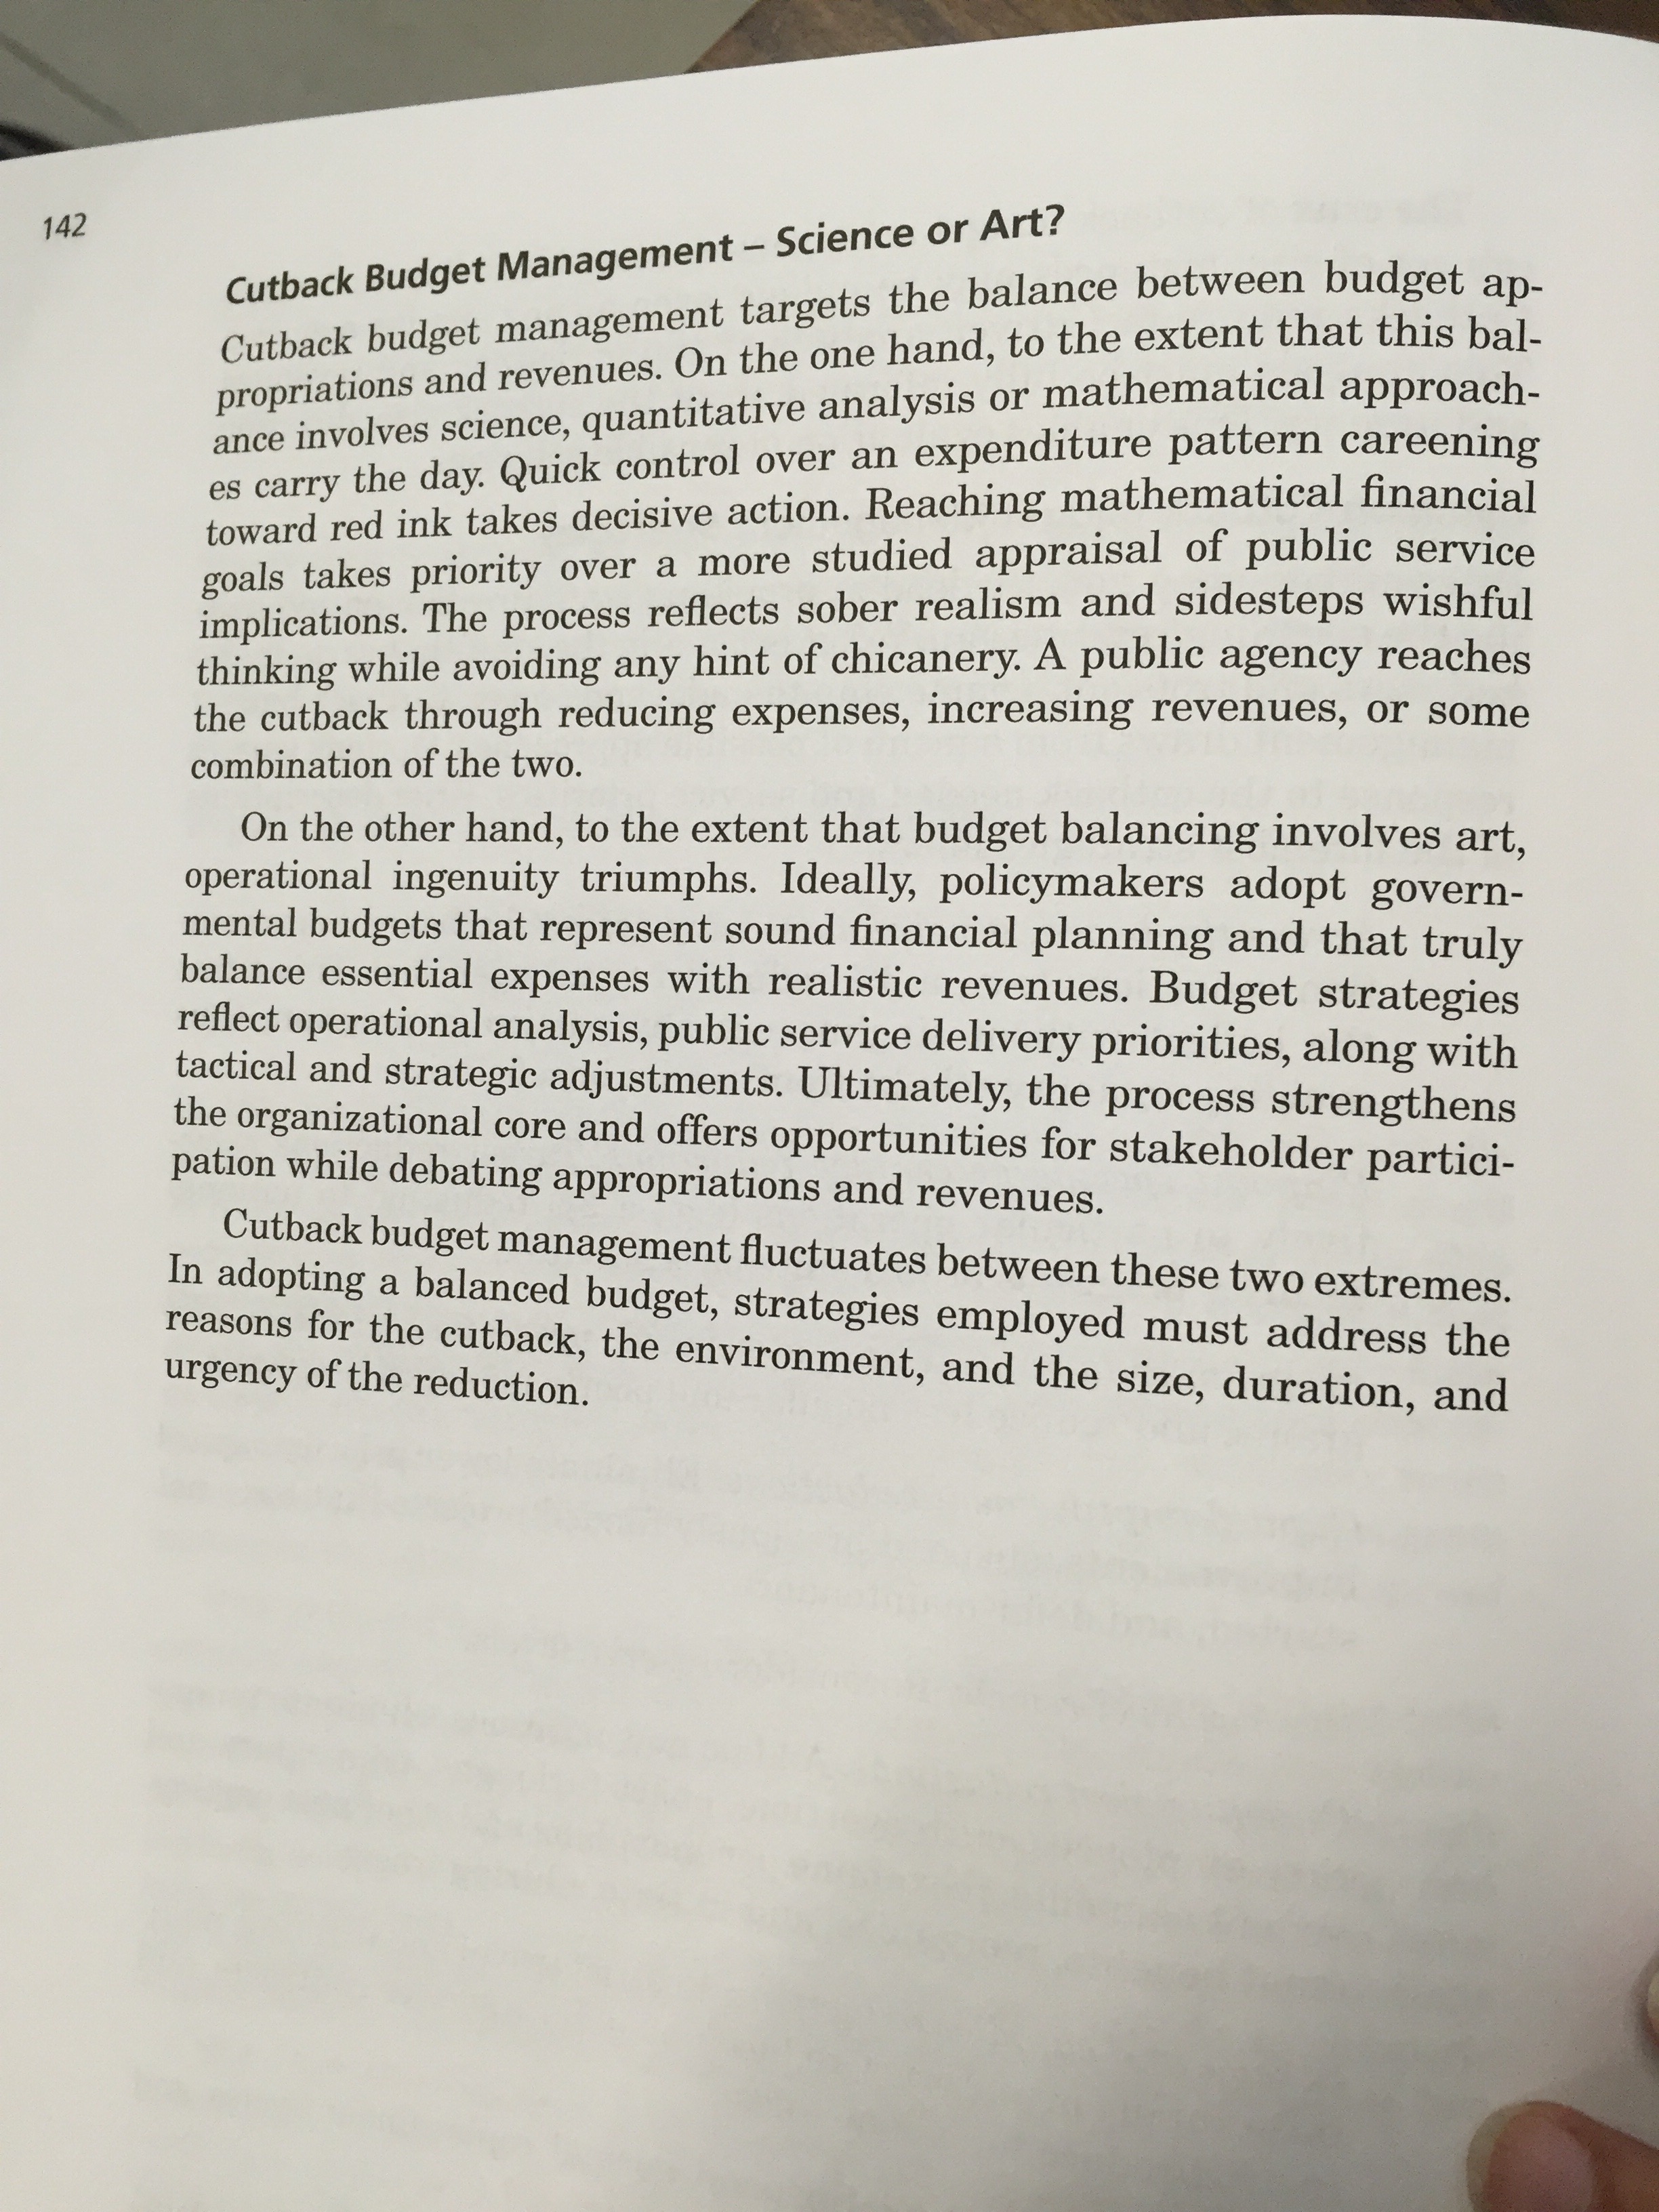 142
Cutback Budget Management – Science or Art?
Cutback budget management targets the balance between budget ap-
propriations and revenues. On the one hand, to the extent that this bal-
ance involves science, quantitative analysis or mathematical approach-
es carry the day. Quick control over an expenditure pattern careening
toward red ink takes decisive action. Reaching mathematical financial
goals takes priority over a more studied appraisal of public service
implications. The process reflects sober realism and sidesteps wishful
thinking while avoiding any hint of chicanery. A public agency reaches
the cutback through reducing expenses, increasing revenues, or some
combination of the two.
On the other hand, to the extent that budget balancing involves art,
operational ingenuity triumphs. Ideally, policymakers adopt govern-
mental budgets that represent sound financial planning and that truly
balance essential expenses with realistic revenues. Budget strategies
reflect operational analysis, public service delivery priorities, along with
tactical and strategic adjustments. Ultimately, the process strengthens
the organizational core and offers opportunities for stakeholder partici-
pation while debating appropriations and revenues.
Cutback budget management fluctuates between these two extremes.
In adopting a balanced budget, strategies employed must address the
reasons for the cutback, the environment, and the size, duration, and
urgency of the reduction.